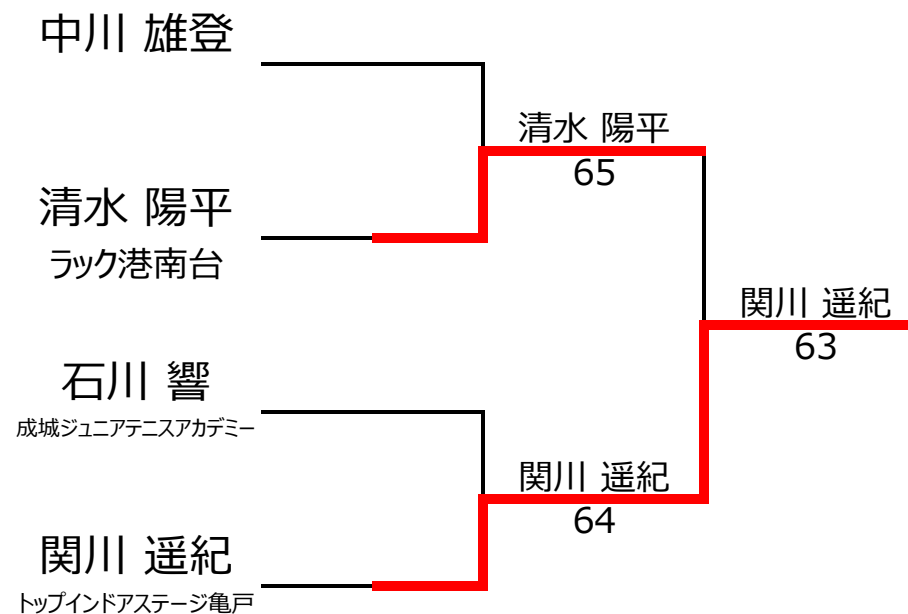 中川 雄登
清水 陽平
65
清水 陽平
ラック港南台
関川 遥紀
63
石川 響
成城ジュニアテニスアカデミー
関川 遥紀
64
関川 遥紀
トップインドアステージ亀戸